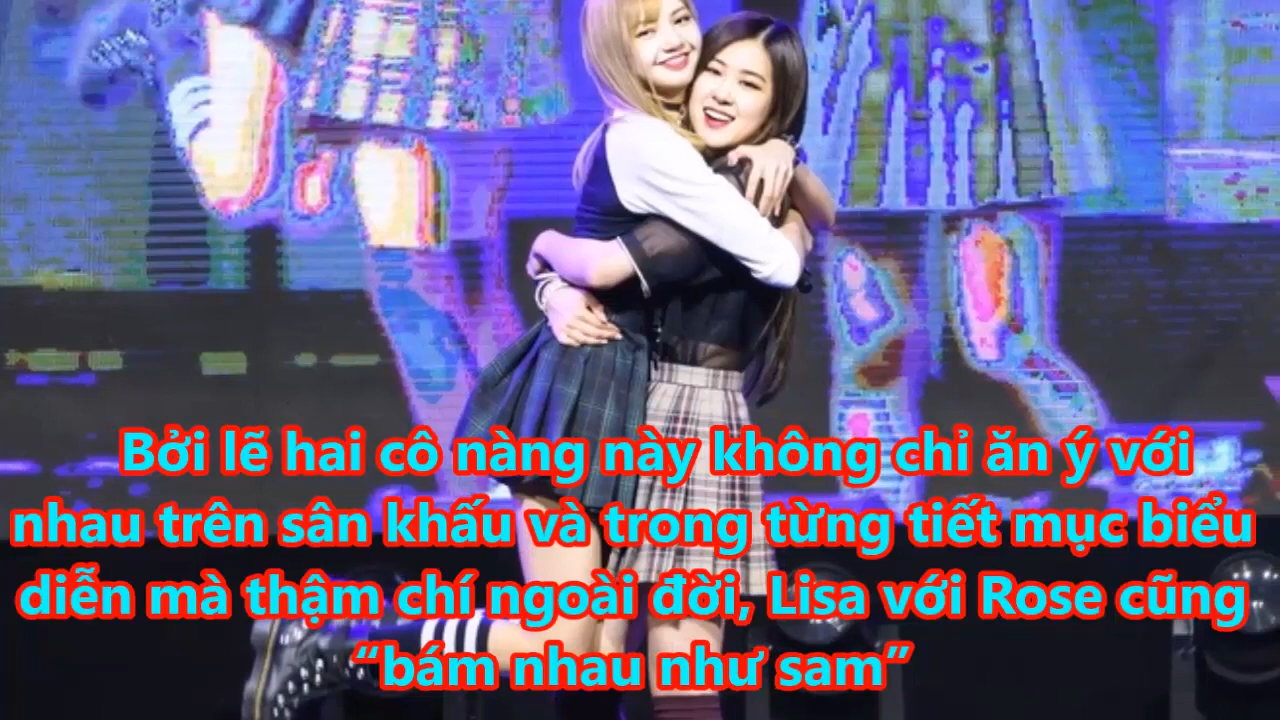 Bởi lẽ hai cô nàng này không chỉ ăn ý với
nhau trên sân khấu và trong từng tiết mục biểu
diễn mà thậm chí ngoài đời, Lisa với Rose cũng
“bám nhau như sam”